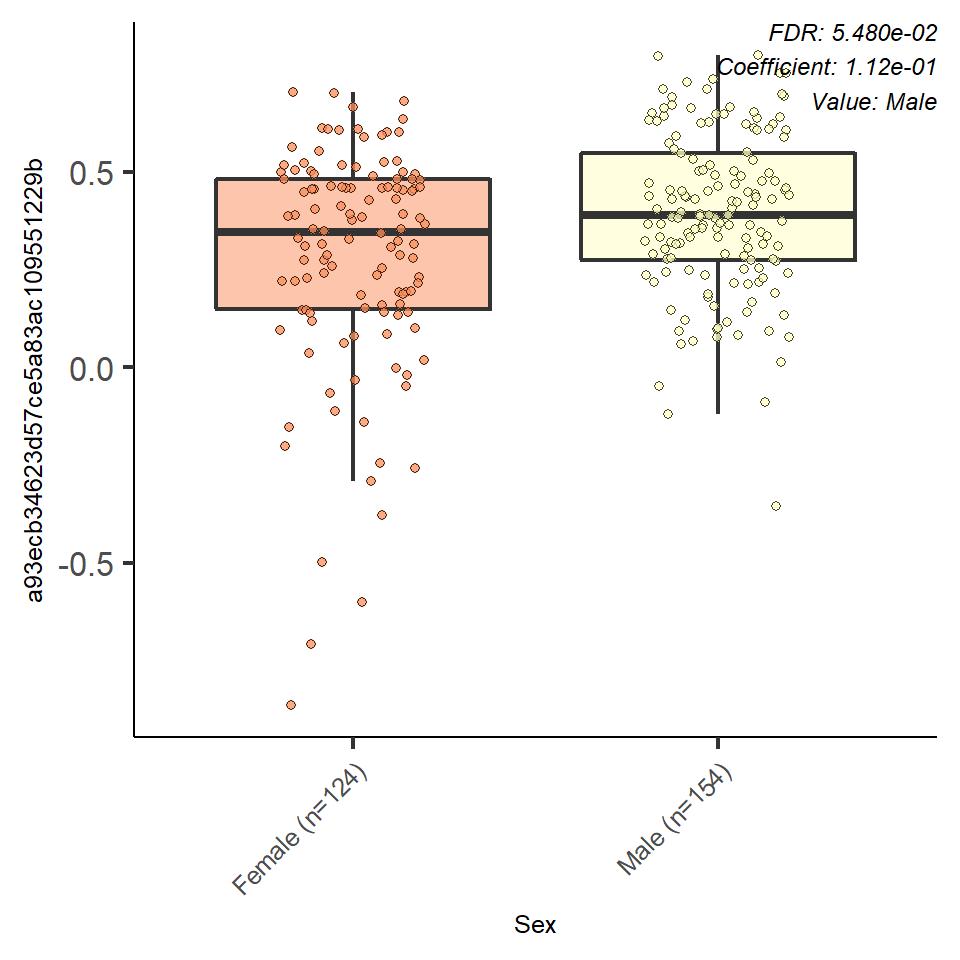 FDR: 5.480e-02
Coefficient: 1.12e-01
Value: Male
a93ecb34623d57ce5a83ac109551229b
0.5
0.0
-0.5
Female (n=124)
Male (n=154)
Sex